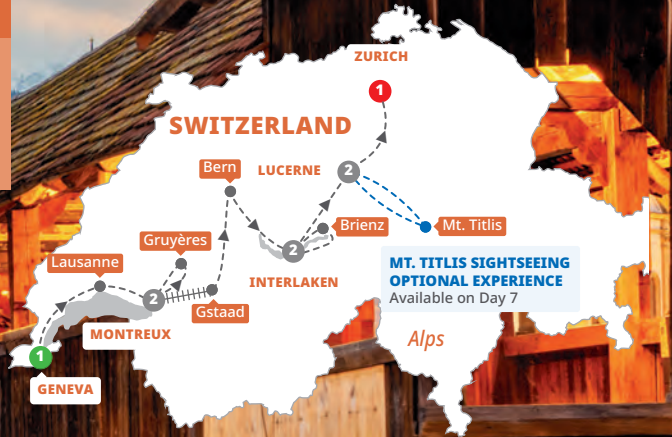 ZURICH
1
SWITZERLAND
Bern
LUCERNE
2
Brienz
Mt. Titlis
Gruyères
2
Lausanne
INTERLAKEN
MT. TITLIS SIGHTSEEING
OPTIONAL EXPERIENCE
Available on Day 7
2
Gstaad
MONTREUX
Alps
1
GENEVA